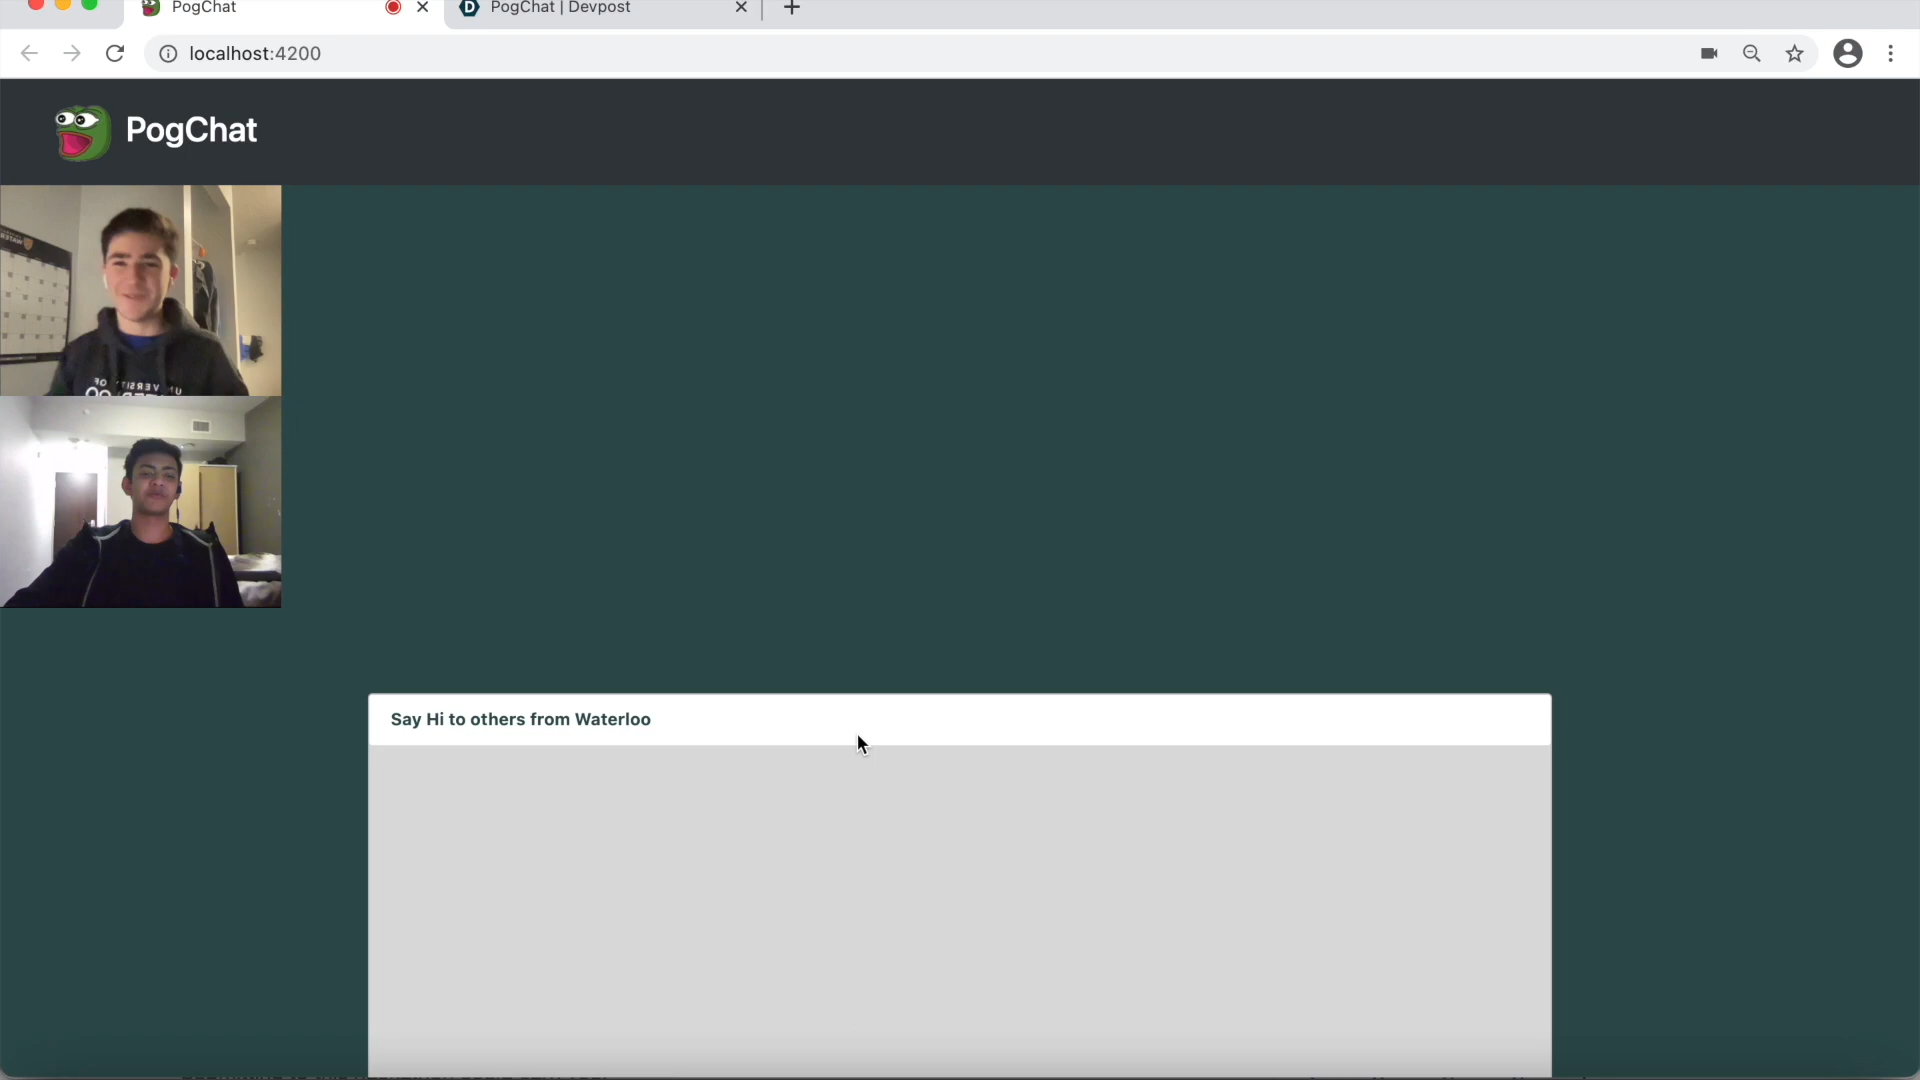 PogChat
PogChat | Devpost
localhost:4200
PogChat
Say Hi to others from Waterloo